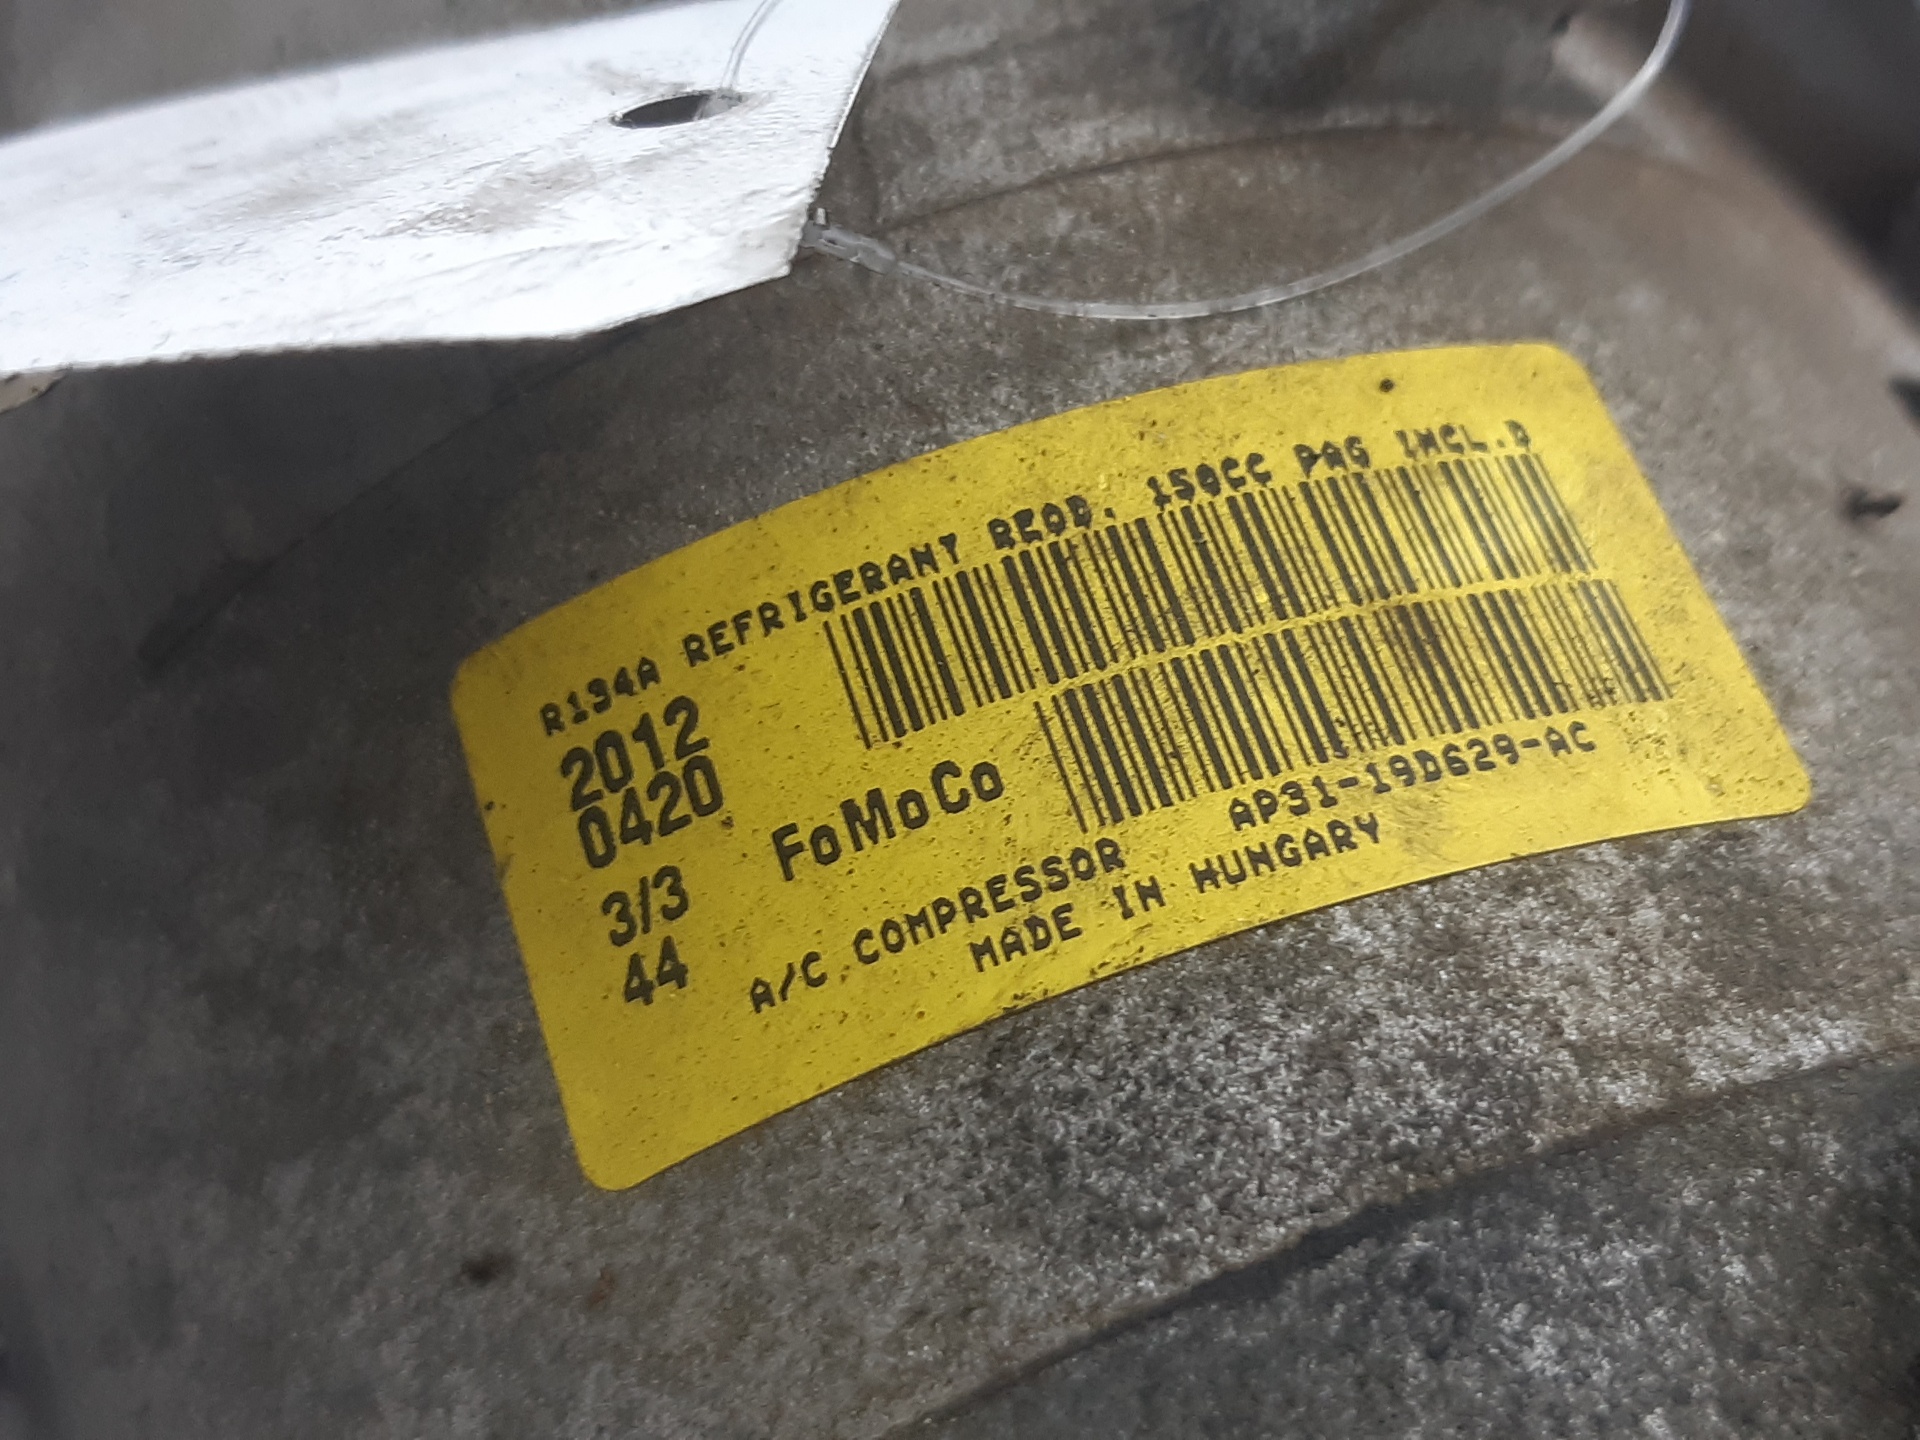 R134A REFRIGERANT REQD. 150CC PAG INCL.D
2012
0420
3/3
44
FoMoCo
AP31-19D629-AC
A/C COMPRESSOR
MADE IN HUNGARY